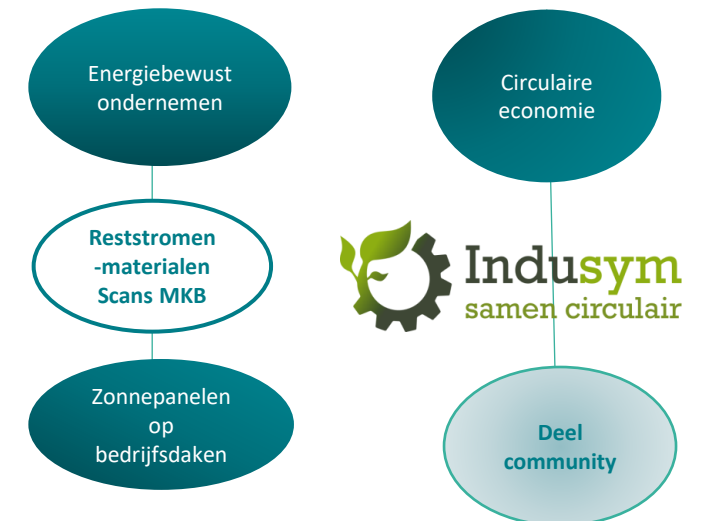 Energiebewust
ondernemen
Reststromen
-materialen
Scans MKB
Zonnepanelen
op
bedrijfsdaken
Circulaire
economie
Indusym
samen circulair
Deel
community